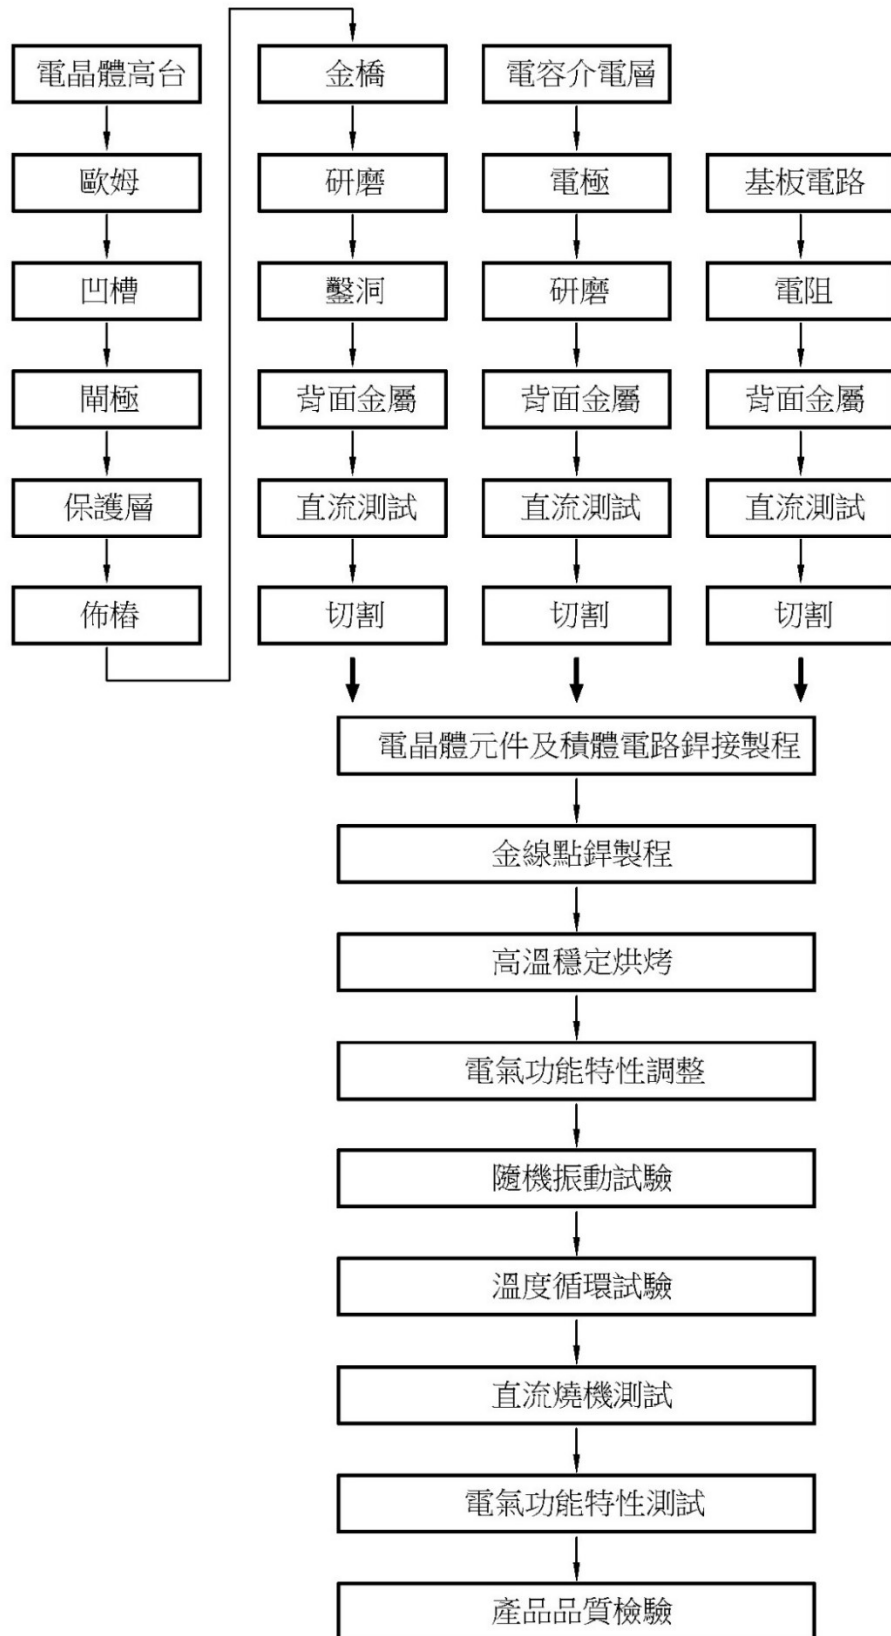 電晶體高台
歐姆
凹槽
閘極
保護層
佈樁
金橋
研磨
鑿洞
背面金屬
直流測試
切割
電容介電層
電極
研磨
背面金屬
直流測試
切割
基板電路
電阻
背面金屬
直流測試
切割
電晶體元件及積體電路銲接製程
金線點銲製程
高溫穩定烘烤
電氣功能特性調整
隨機振動試驗
溫度循環試驗
直流燒機測試
電氣功能特性測試
產品品質檢驗